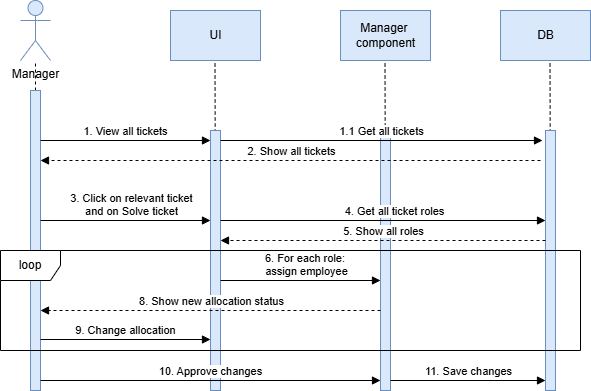 Manager
UI
Manager
component
DB
1. View all tickets
1.1 Get all tickets
2. Show all tickets
3. Click on relevant ticket
and on Solve ticket
4. Get all ticket roles
5. Show all roles
loop
6. For each role:
assign employee
8. Show new allocation status
9. Change allocation
10. Approve changes
11. Save changes